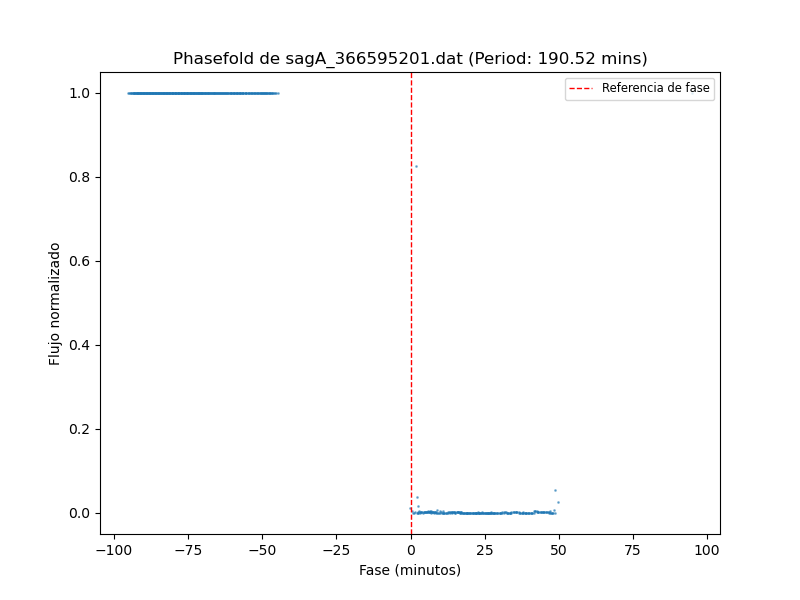 Phasefold de sagA_366595201.dat (Period: 190.52 mins)
Referencia de fase
Flujo normalizado
1.0
0.8
0.6
0.4
0.2
0.0
−100 −75 −50 −25 0 25 50 75 100
Fase (minutos)